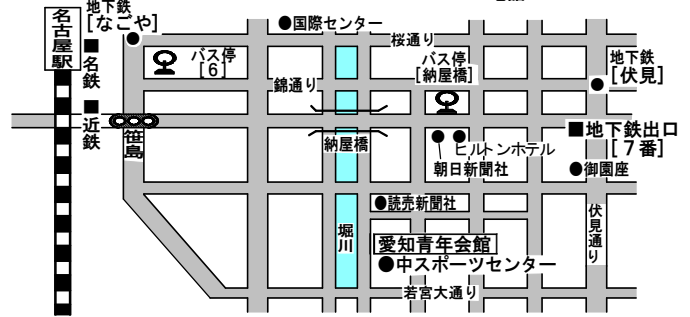 地下鉄
[なごや]
名古屋駅
■名鉄
■近鉄
バス停
[6]
●国際センター
桜通り
錦通り
バス停
[納屋橋]
地下鉄
[伏見]
笹島
納屋橋
ヒルトンホテル
朝日新聞社
■地下鉄出口
[7番]
●御園座
●読売新聞社
堀川
愛知青年会館
●中スポーツセンター
伏見通り
若宮大通り